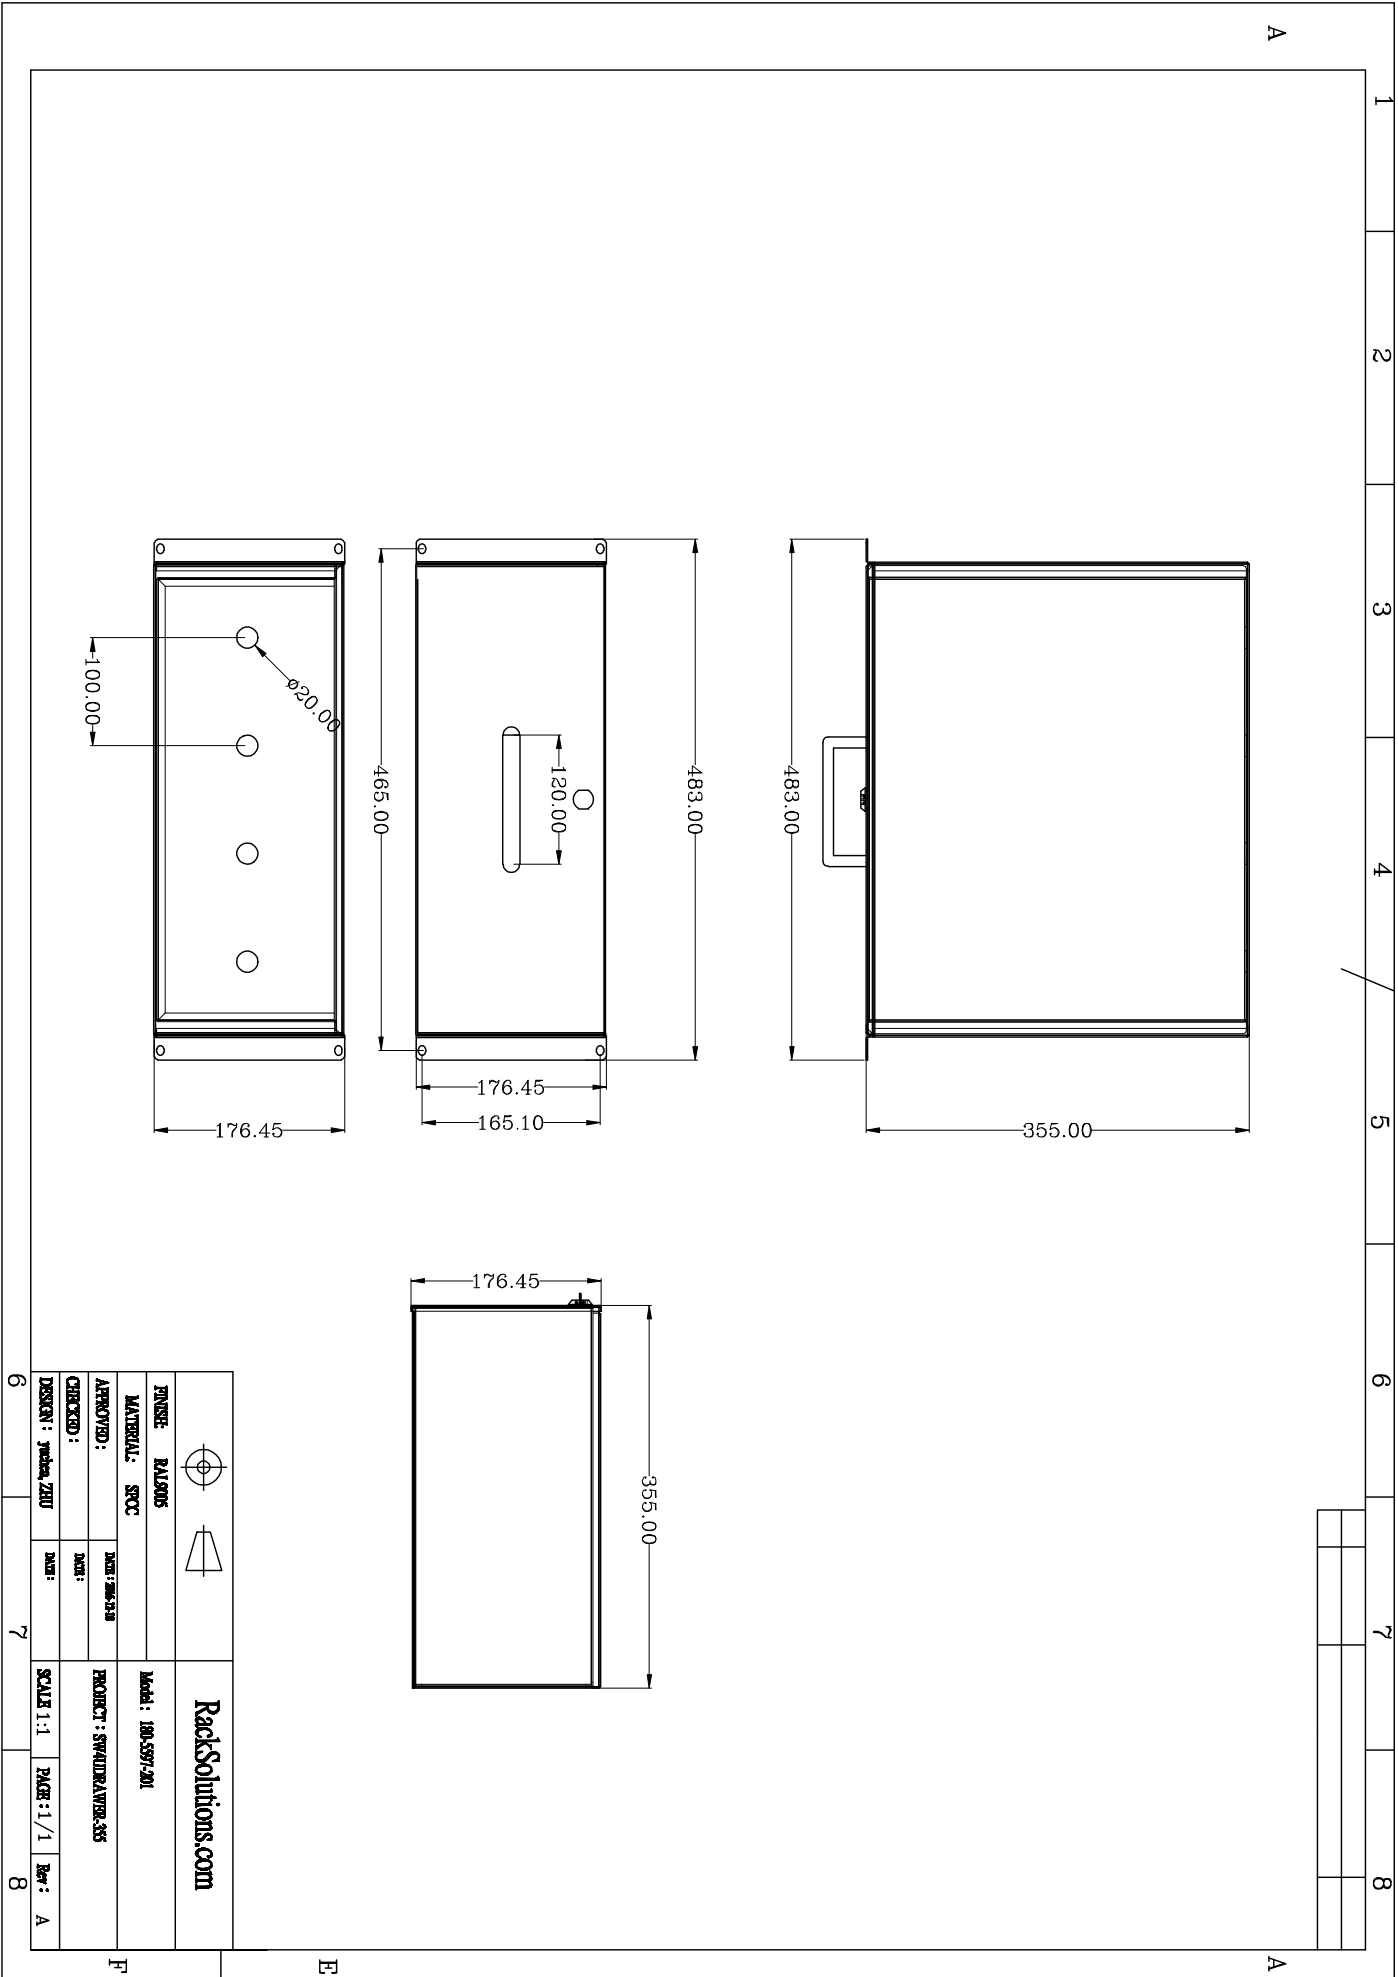 A
1
2
3
4
5
6
7
8
A
483.00
355.00
483.00
120.00
465.00
176.45
165.10
ø20.00
100.00
176.45
355.00
176.45
RackSolutions.com
FINISH: RAL9005
MATERIAL: SPCC
Model : 180-5597-201
APPROVED :
PROJECT : SW4UDRAWER-355
CHECKED :
DATE :
DESIGN : yuchen, ZHU
DATE :
SCALE 1:1
PAGE : 1/1
Rev : A
E
F
6
7
8